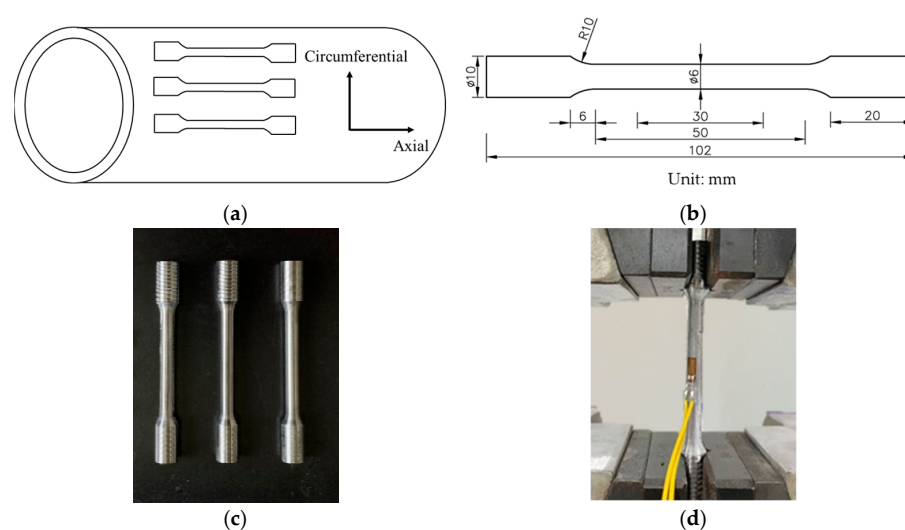 Circumferential
Axial
(a)
R10
ø10
ø6
6
30
50
20
102
Unit: mm
(b)
(c)
(d)